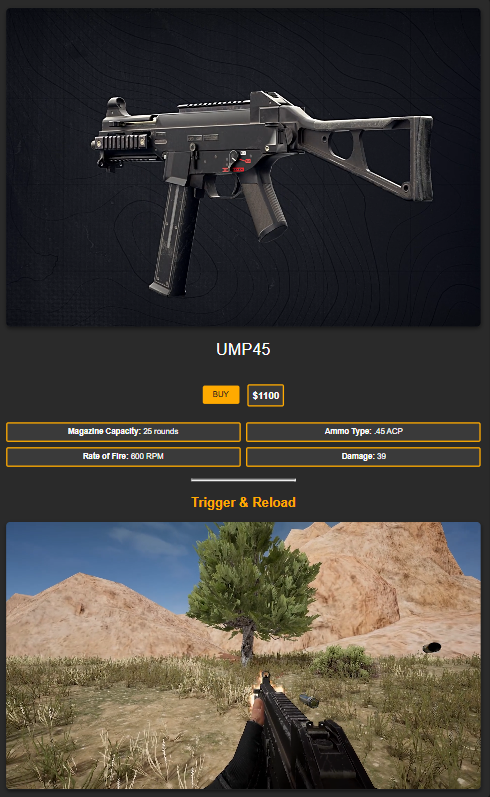 UMP45
BUY $1100
Magazine Capacity: 25 rounds
Ammo Type: .45 ACP
Rate of Fire: 600 RPM
Damage: 39
Trigger & Reload